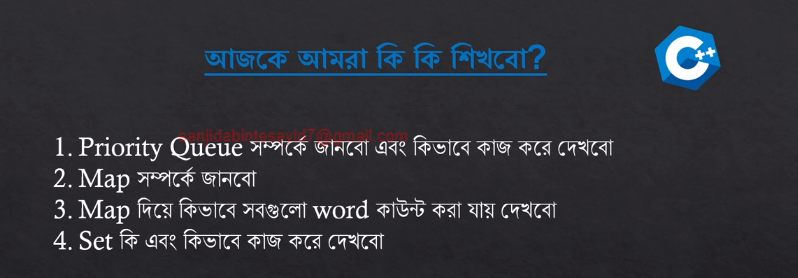 আজকে আমরা কি কি শিখবো?
C++
1. Priority Queue সম্পর্কে জানবো এবং কিভাবে কাজ করে দেখবো
2. Map সম্পর্কে জানবো
3. Map দিয়ে কিভাবে সবগুলো word কাউন্ট করা যায় দেখবো
4. Set কি এবং কিভাবে কাজ করে দেখবো